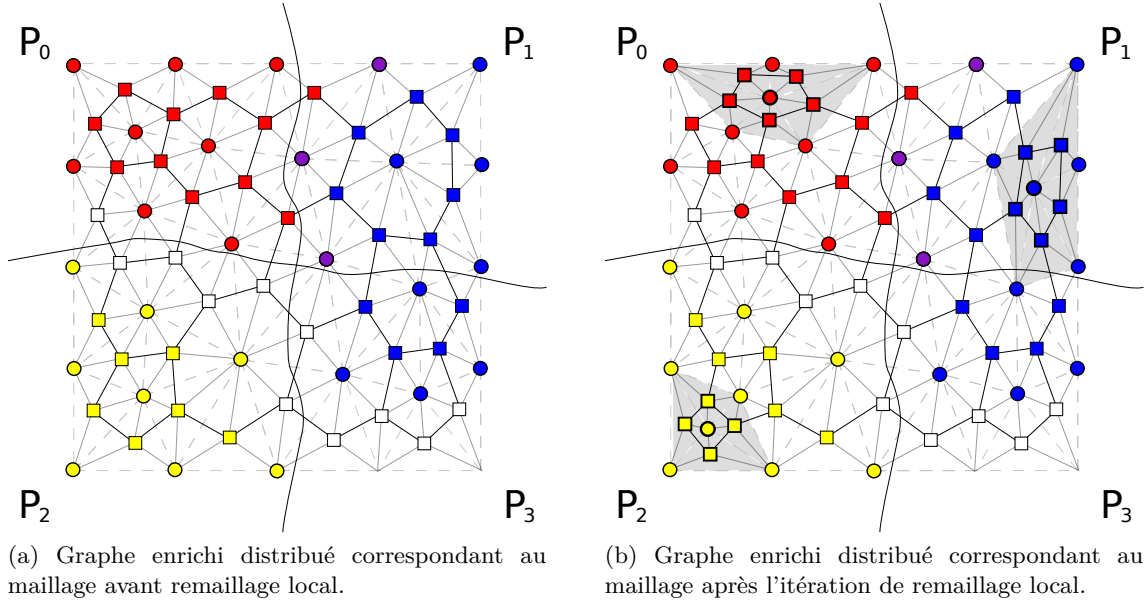 P0 P1 P0 P1
P2 P3 P2 P3
(a) Graphe enrichi distribué correspondant au
maillage avant remaillage local.
(b) Graphe enrichi distribué correspondant au
maillage après l'itération de remaillage local.